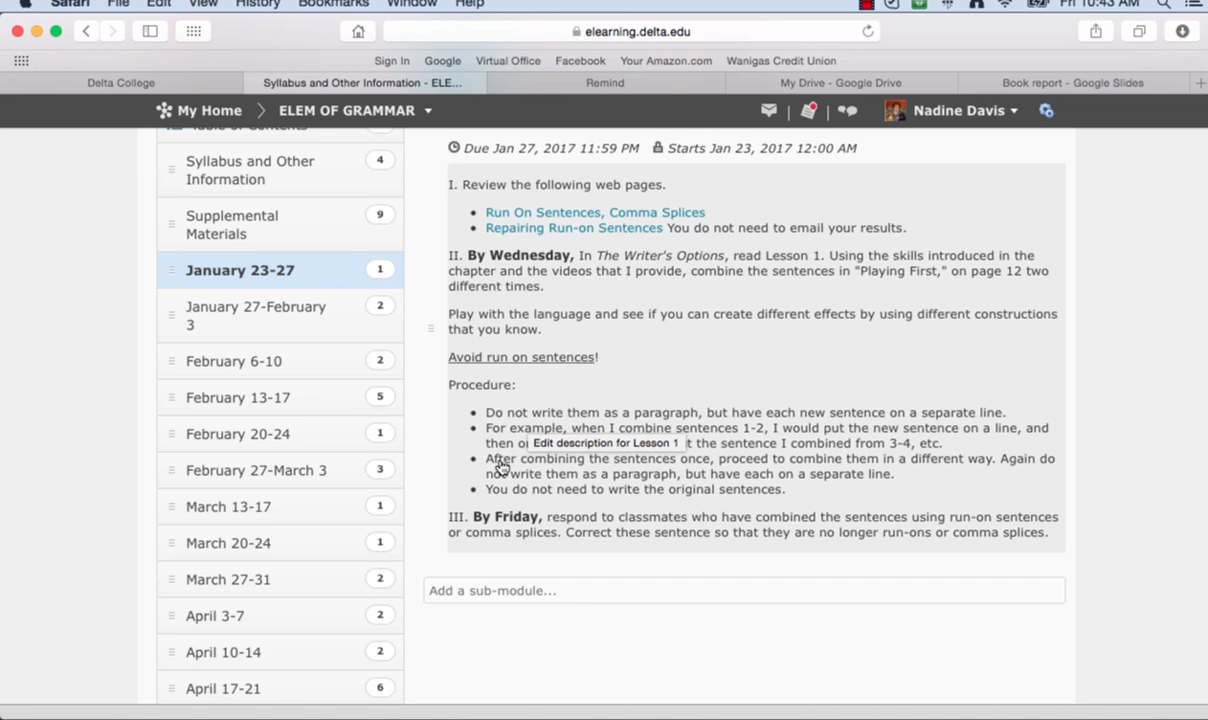 Safari File Edit View History Bookmarks Window Help Fri 10:43 AM
elearning.delta.edu
Sign In Google Virtual Office Facebook Your Amazon.com Wanigas Credit Union
Delta College Syllabus and Other Information - ELE... Remind My Drive - Google Drive Book report - Google Slides
My Home ELEM OF GRAMMAR Nadine Davis
Table of Contents
Syllabus and Other
Information
4
Supplemental
Materials
9
January 23-27 1
January 27-February
3
2
February 6-10 2
February 13-17 5
February 20-24 1
February 27-March 3 3
March 13-17 1
March 20-24 1
March 27-31 2
April 3-7 2
April 10-14 2
April 17-21 6
Due Jan 27, 2017 11:59 PM Starts Jan 23, 2017 12:00 AM
I. Review the following web pages.
• Run On Sentences, Comma Splices
• Repairing Run-on Sentences You do not need to email your results.
II. By Wednesday, In The Writer's Options, read Lesson 1. Using the skills introduced in the
chapter and the videos that I provide, combine the sentences in "Playing First," on page 12 two
different times.
Play with the language and see if you can create different effects by using different constructions
that you know.
Avoid run on sentences!
Procedure:
• Do not write them as a paragraph, but have each new sentence on a separate line.
• For example, when I combine sentences 1-2, I would put the new sentence on a line, and
then Edit description for Lesson 1 the sentence I combined from 3-4, etc.
• After combining the sentences once, proceed to combine them in a different way. Again do
not write them as a paragraph, but have each on a separate line.
• You do not need to write the original sentences.
III. By Friday, respond to classmates who have combined the sentences using run-on sentences
or comma splices. Correct these sentence so that they are no longer run-ons or comma splices.
Add a sub-module...